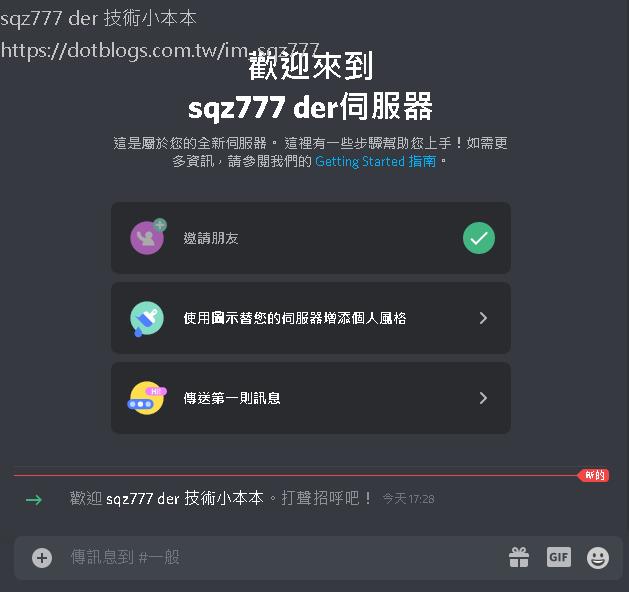 sqz777 der 技術小本本
https://dotblogs.com.tw/im_sqz777
歡迎來到
sqz777 der伺服器
這是屬於您的全新伺服器。 這裡有一些步驟幫助您上手！如需更
多資訊，請參閱我們的 Getting Started 指南。
邀請朋友
使用圖示替您的伺服器增添個人風格
Hi!
傳送第一則訊息
新的
歡迎 sqz777 der 技術小本本。打聲招呼吧！ 今天17:28
傳訊息到 #一般
GIF